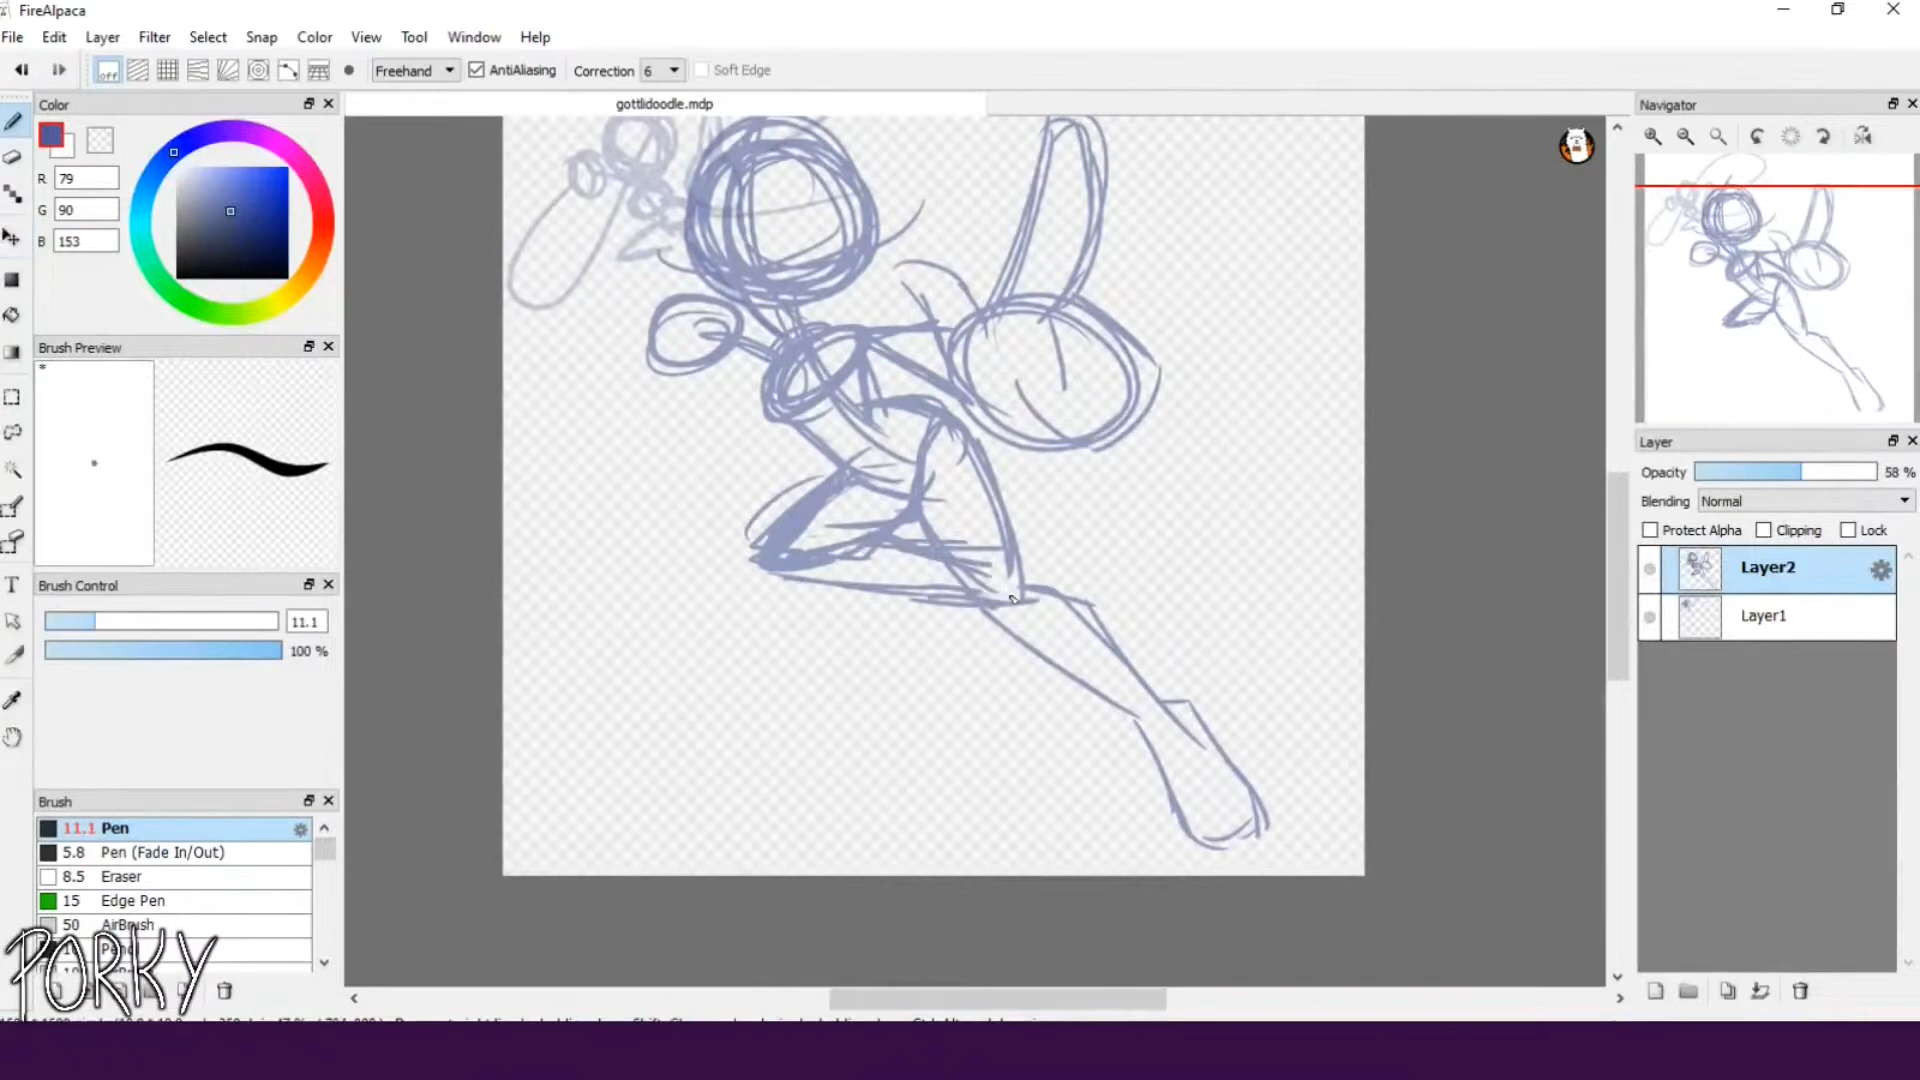 FireAlpaca
File Edit Layer Filter Select Snap Color View Tool Window Help
off Freehand AntiAliasing Correction 6 Soft Edge
Color
gottlidoodle.mdp
Navigator
R 79
G 90
B 153
Brush Preview
Layer
Opacity 58 %
Blending Normal
Protect Alpha Clipping Lock
Layer2
Layer1
Brush Control
11.1
100 %
Brush
11.1 Pen
5.8 Pen (Fade In/Out)
8.5 Eraser
15 Edge Pen
50 AirBrush
Pencil
PORKY